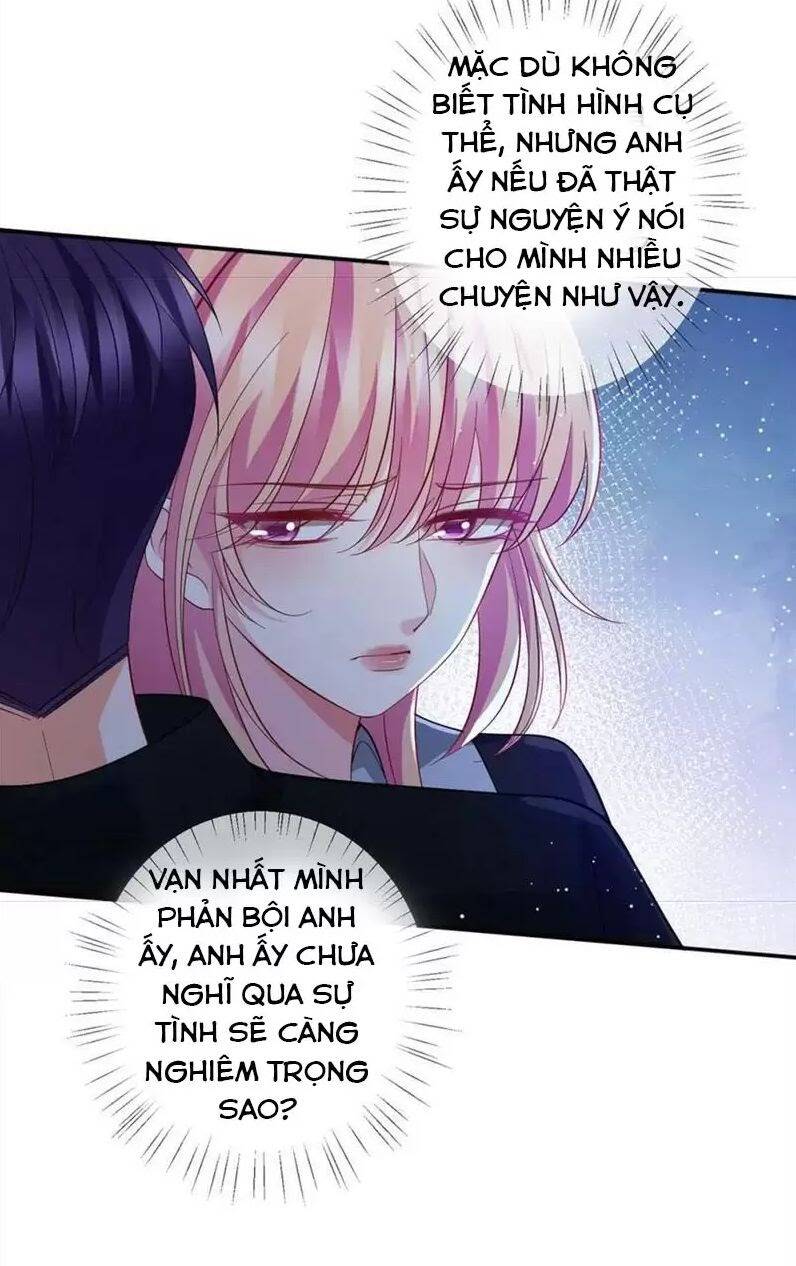 MẶC DÙ KHÔNG
BIẾT TÌNH HÌNH CỤ
THỂ, NHƯNG ANH
ẤY NẾU ĐÃ THẬT
SỰ NGUYỆN Ý NÓI
CHO MÌNH NHIỀU
CHUYỆN NHƯ VẬY.
VẠN NHẤT MÌNH
PHẢN BỘI ANH
ẤY, ANH ẤY CHƯA
NGHĨ QUA SỰ
TÌNH SẼ CÀNG
NGHIÊM TRỌNG
SAO?